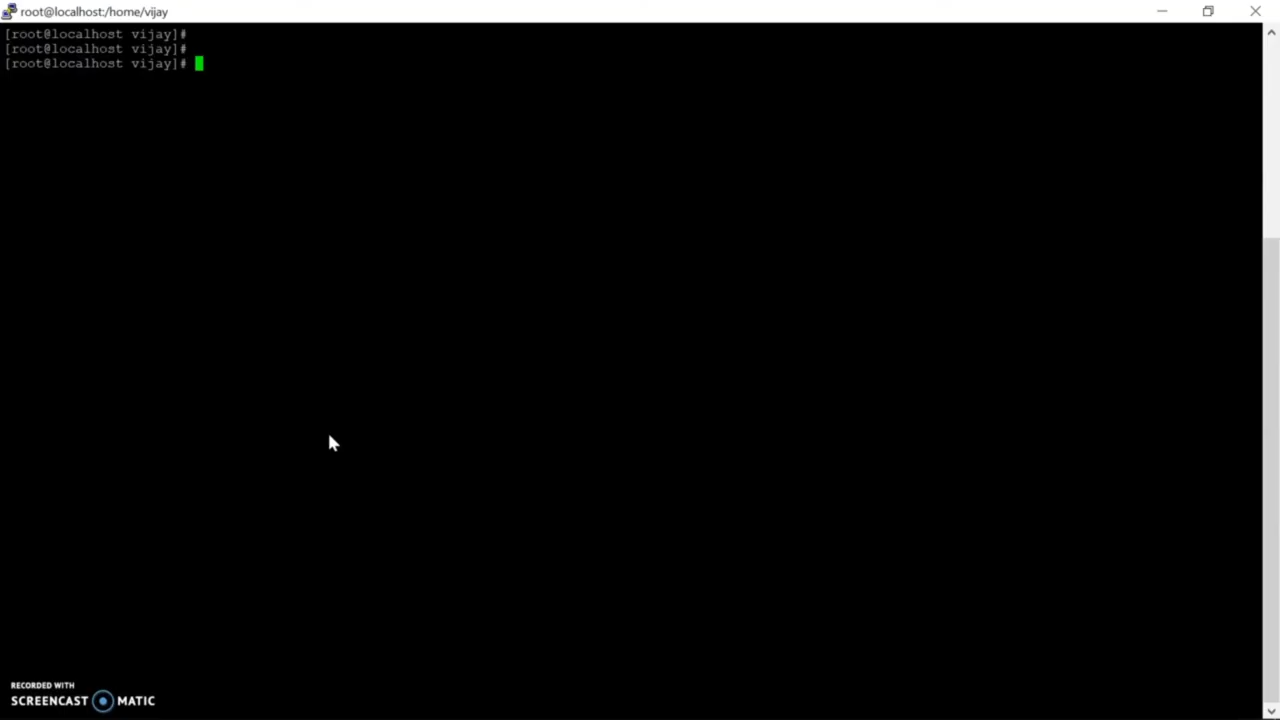 root@localhost:/home/vijay
[root@localhost vijay]#
[root@localhost vijay]#
[root@localhost vijay]#
RECORDED WITH
SCREENCAST MATIC